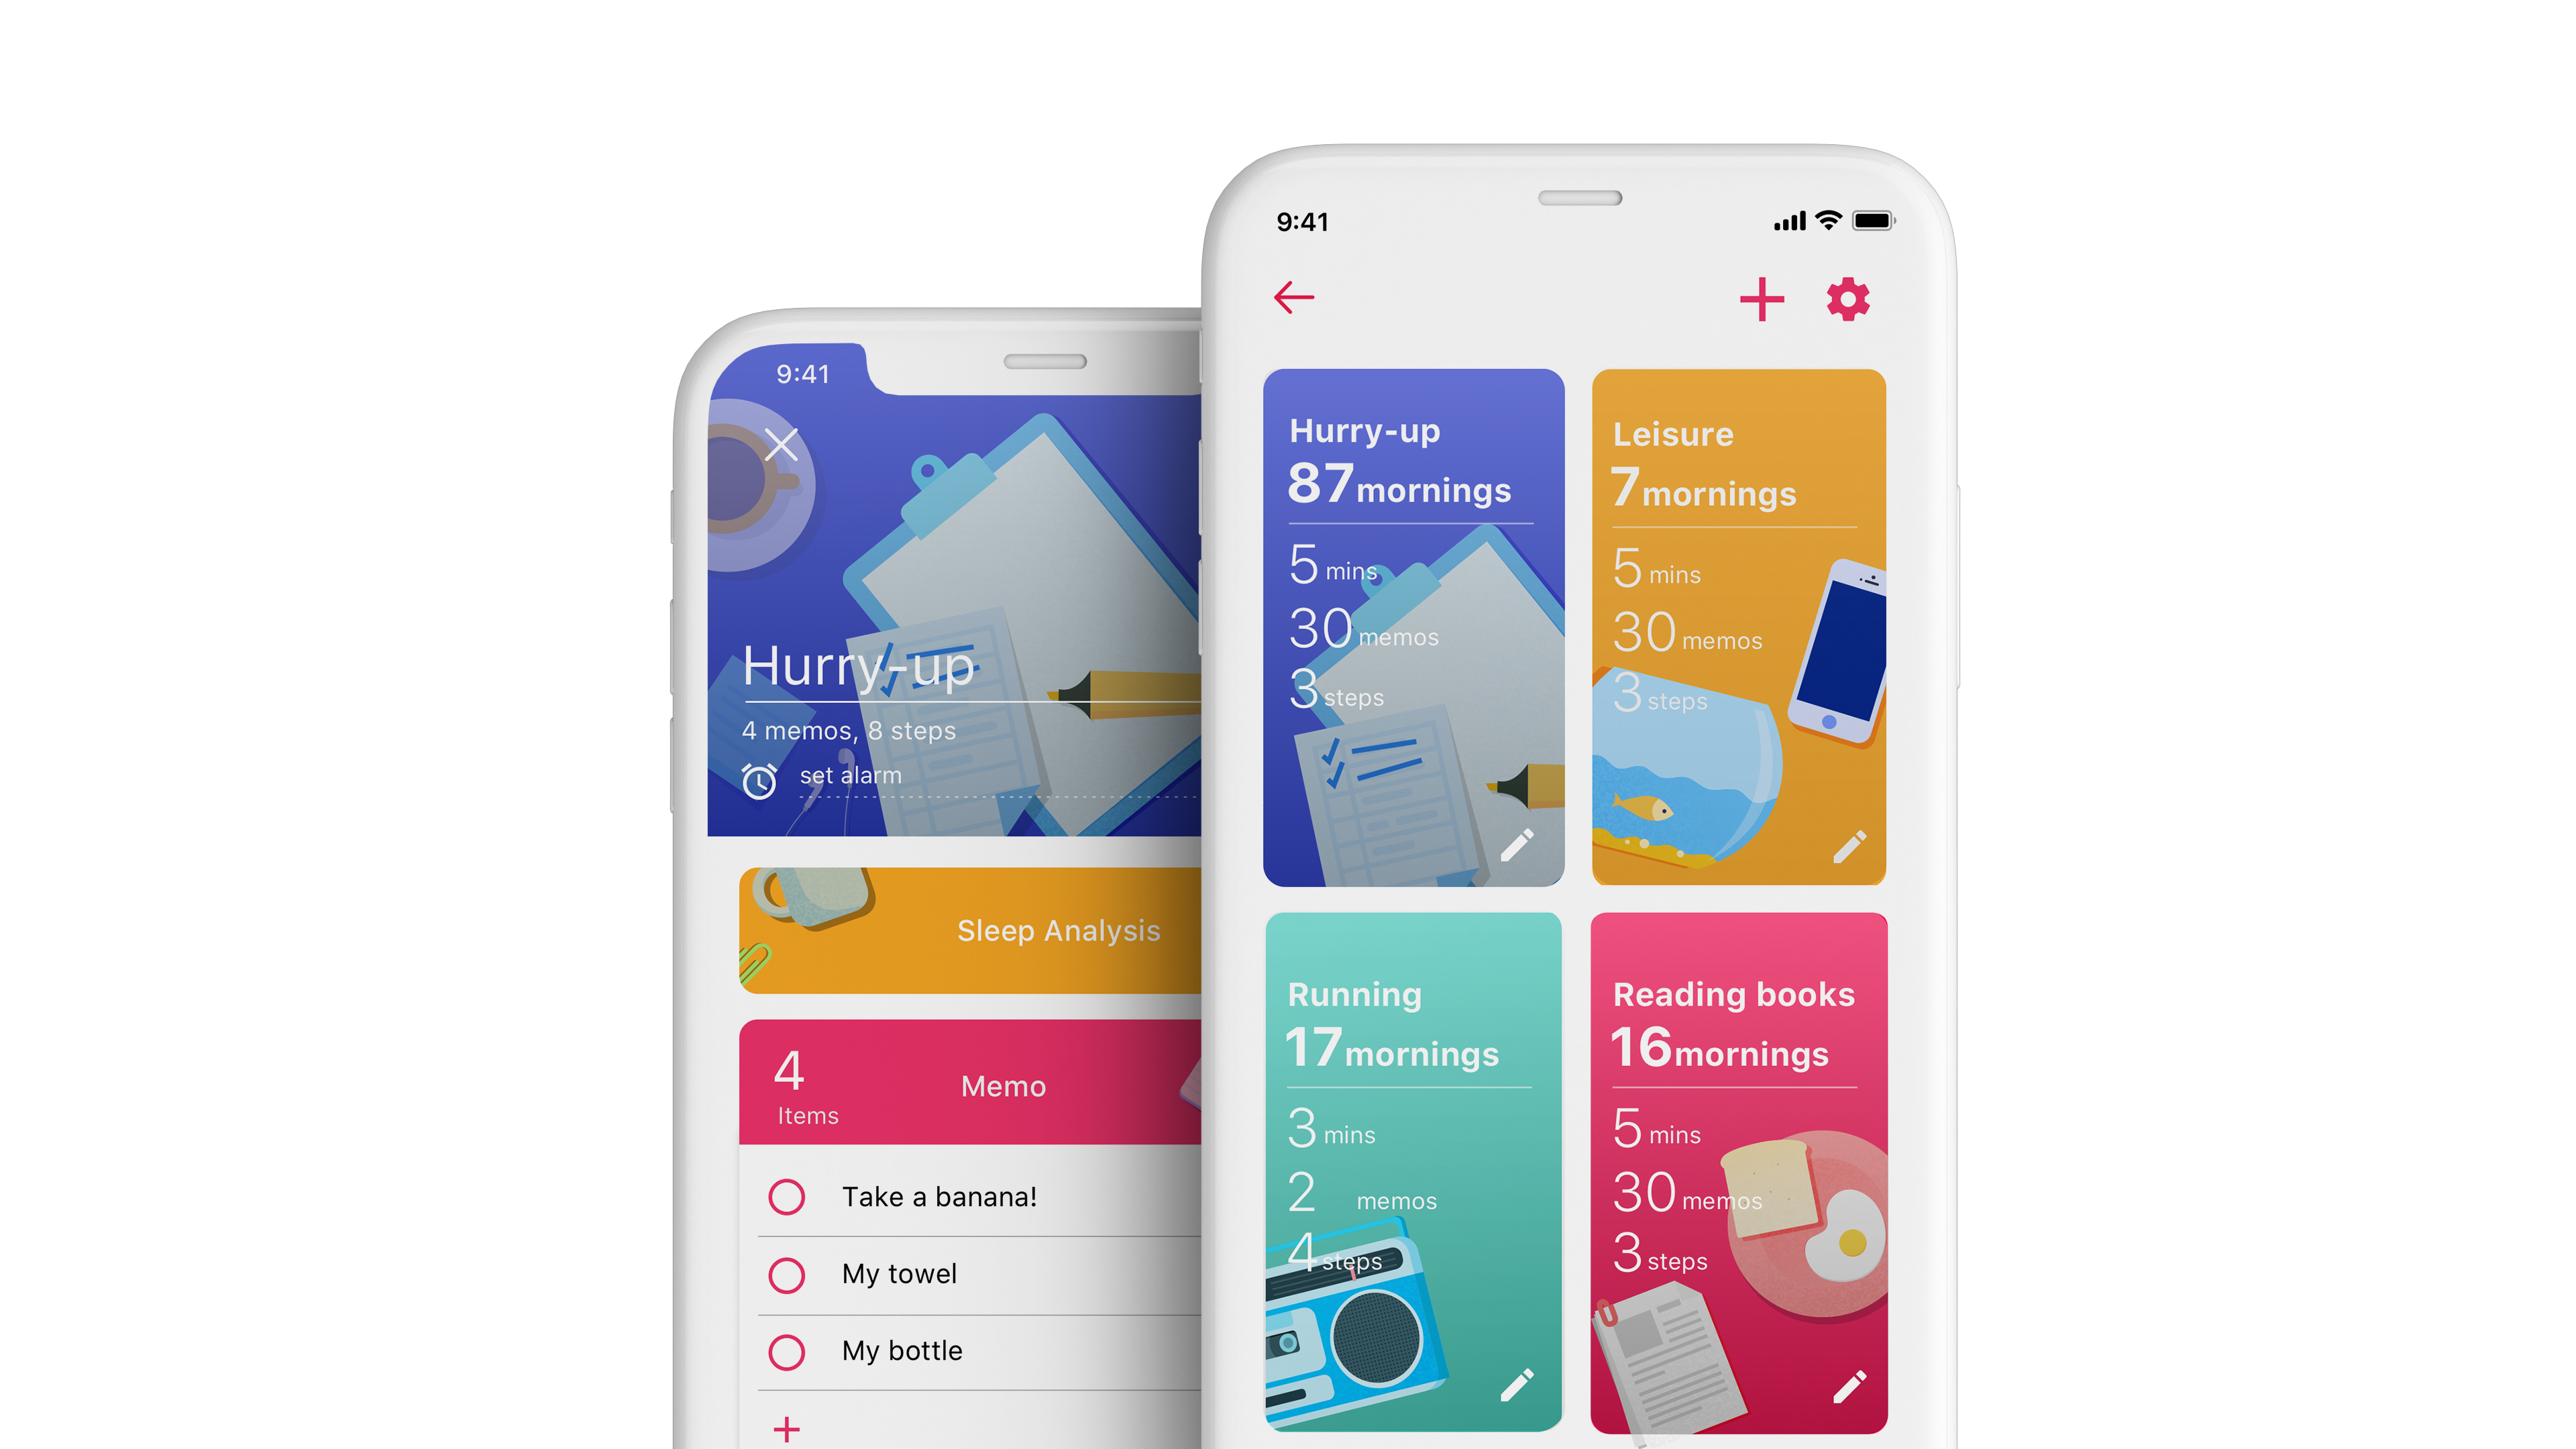 9:41
Hurry-up
4 memos, 8 steps
set alarm
Sleep Analysis
4
Items
Memo
Take a banana!
My towel
My bottle
9:41
Hurry-up
87 mornings
5 mins
30 memos
3 steps
Leisure
7 mornings
5 mins
30 memos
3 steps
Running
17 mornings
3 mins
2 memos
4 steps
Reading books
16 mornings
5 mins
30 memos
3 steps